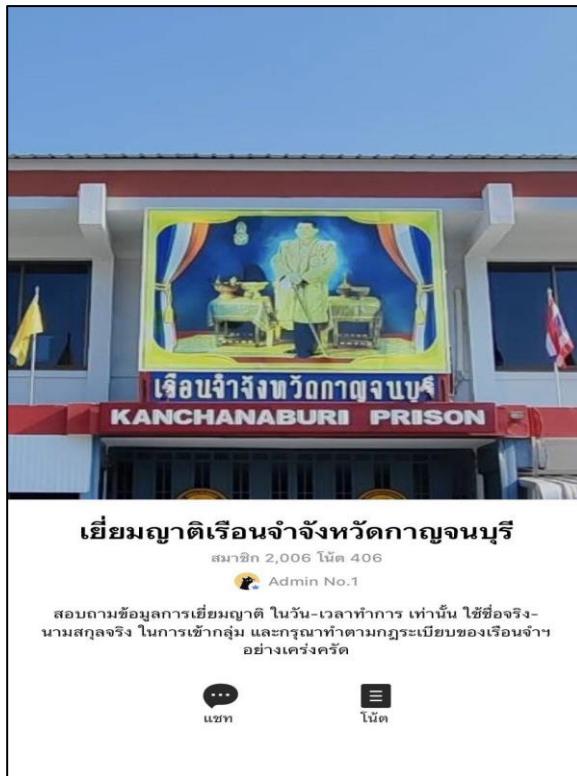 เรือนจำจังหวัดกาญจนบุรี
KANCHANABURI PRISON
เยี่ยมญาติเรือนจำจังหวัดกาญจนบุรี
สมาชิก 2,006 โน้ต 406
Admin No.1
สอบถามข้อมูลการเยี่ยมญาติ ในวัน-เวลาทำการ เท่านั้น ใช้ชื่อจริง-
นามสกุลจริง ในการเข้ากลุ่ม และกรุณาทำตามกฎระเบียบของเรือนจำฯ
อย่างเคร่งครัด
แชท
โน้ต